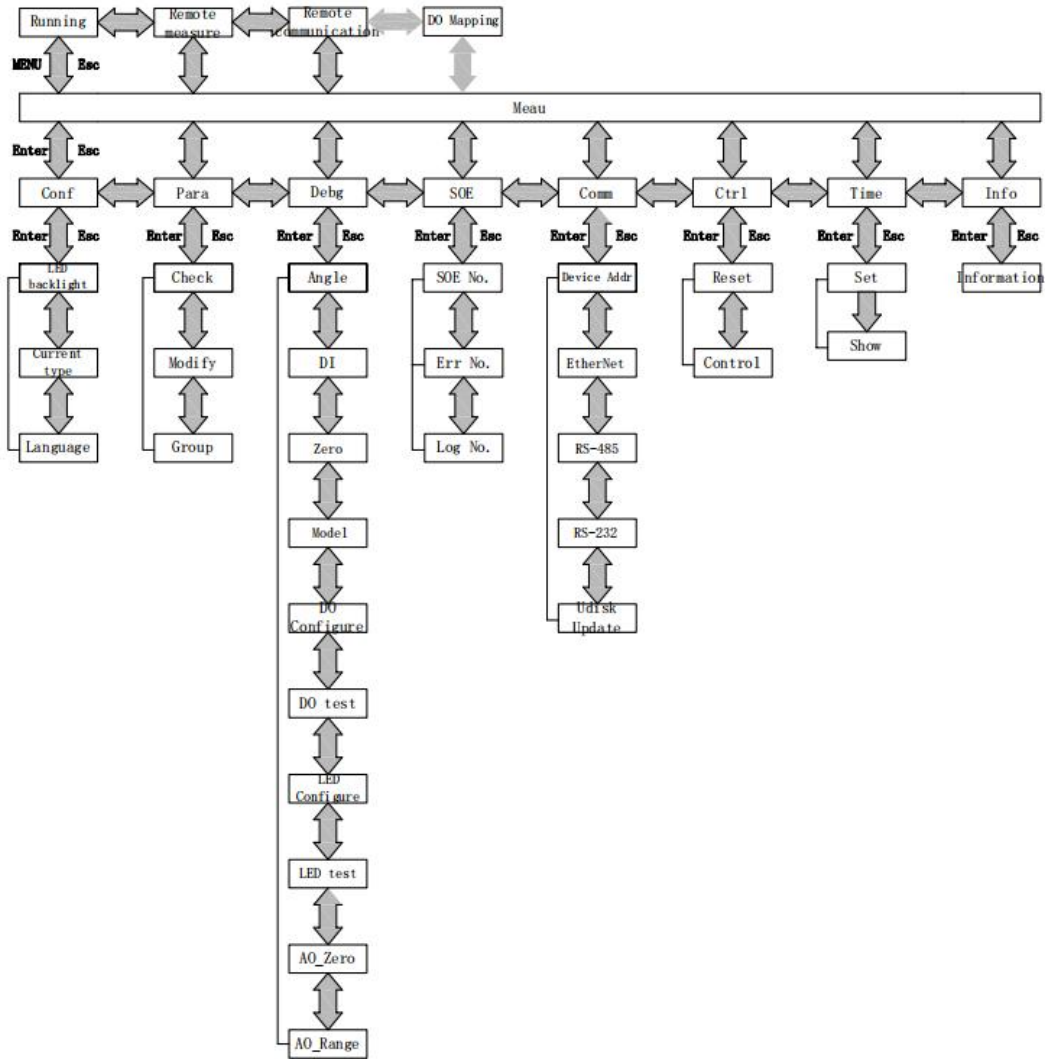 Running
Remote
measure
Remote
communication
DO Mapping
MENU Esc
Meau
Enter Esc
Conf
Para
Debg
SOE
Comm
Ctrl
Time
Info
Enter Esc
Enter Esc
Enter Esc
Enter Esc
Enter Esc
Enter Esc
Enter Esc
Enter Esc
LED
backlight
Current
type
Language
Check
Modify
Group
Angle
DI
Zero
Model
DO
Configure
DO test
LED
Configure
LED test
AO_Zero
AO_Range
SOE No.
Err No.
Log No.
Device Addr
EtherNet
RS-485
RS-232
Udisk
Update
Reset
Control
Set
Show
Information